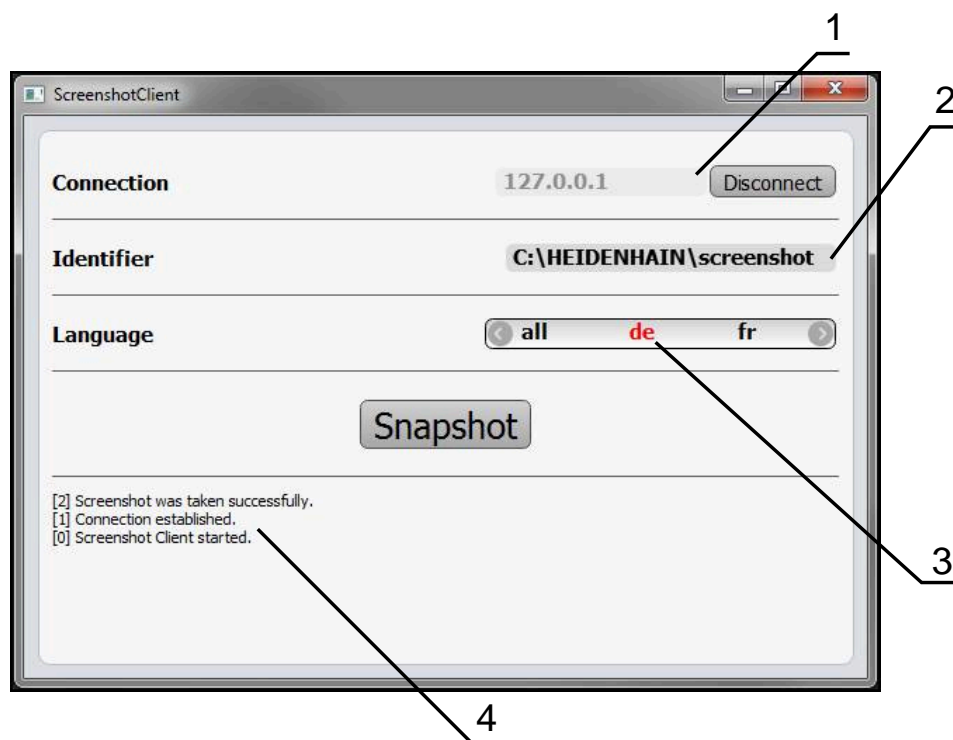 1
ScreenshotClient
2
Connection 127.0.0.1 Disconnect
Identifier C:\HEIDENHAIN\screenshot
Language all de fr
Snapshot
[2] Screenshot was taken successfully.
[1] Connection established.
[0] Screenshot Client started.
3
4